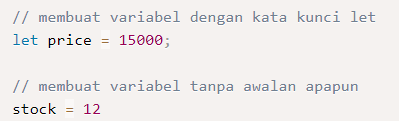 // membuat variabel dengan kata kunci let
let price = 15000;
// membuat variabel tanpa awalan apapun
stock = 12